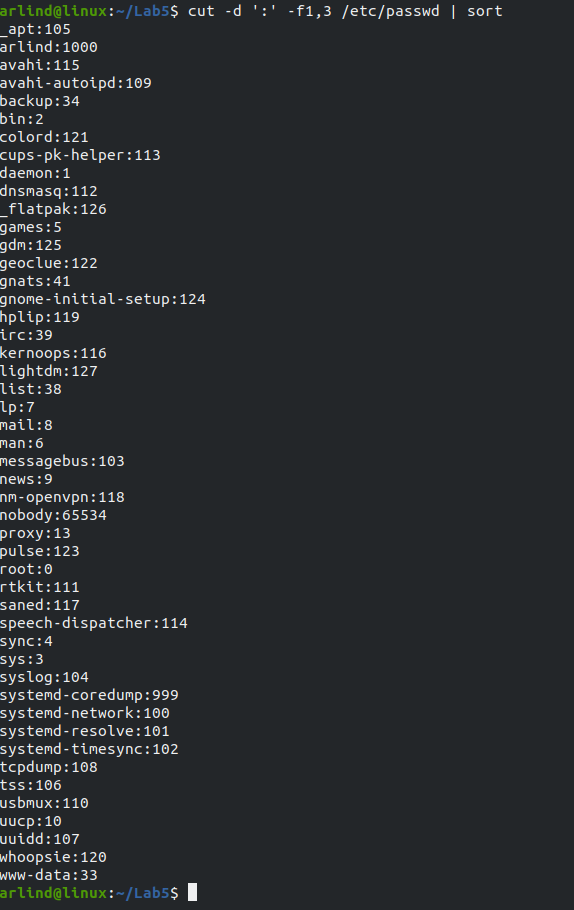 arlind@linux:~/Lab5$ cut -d ':' -f1,3 /etc/passwd | sort
_apt:105
arlind:1000
avahi:115
avahi-autoipd:109
backup:34
bin:2
colord:121
cups-pk-helper:113
daemon:1
dnsmasq:112
_flatpak:126
games:5
gdm:125
geoclue:122
gnats:41
gnome-initial-setup:124
hplip:119
irc:39
kernoops:116
lightdm:127
list:38
lp:7
mail:8
man:6
messagebus:103
news:9
nm-openvpn:118
nobody:65534
proxy:13
pulse:123
root:0
rtkit:111
saned:117
speech-dispatcher:114
sync:4
sys:3
syslog:104
systemd-coredump:999
systemd-network:100
systemd-resolve:101
systemd-timesync:102
tcpdump:108
tss:106
usbmux:110
uucp:10
uuidd:107
whoopsie:120
www-data:33
arlind@linux:~/Lab5$